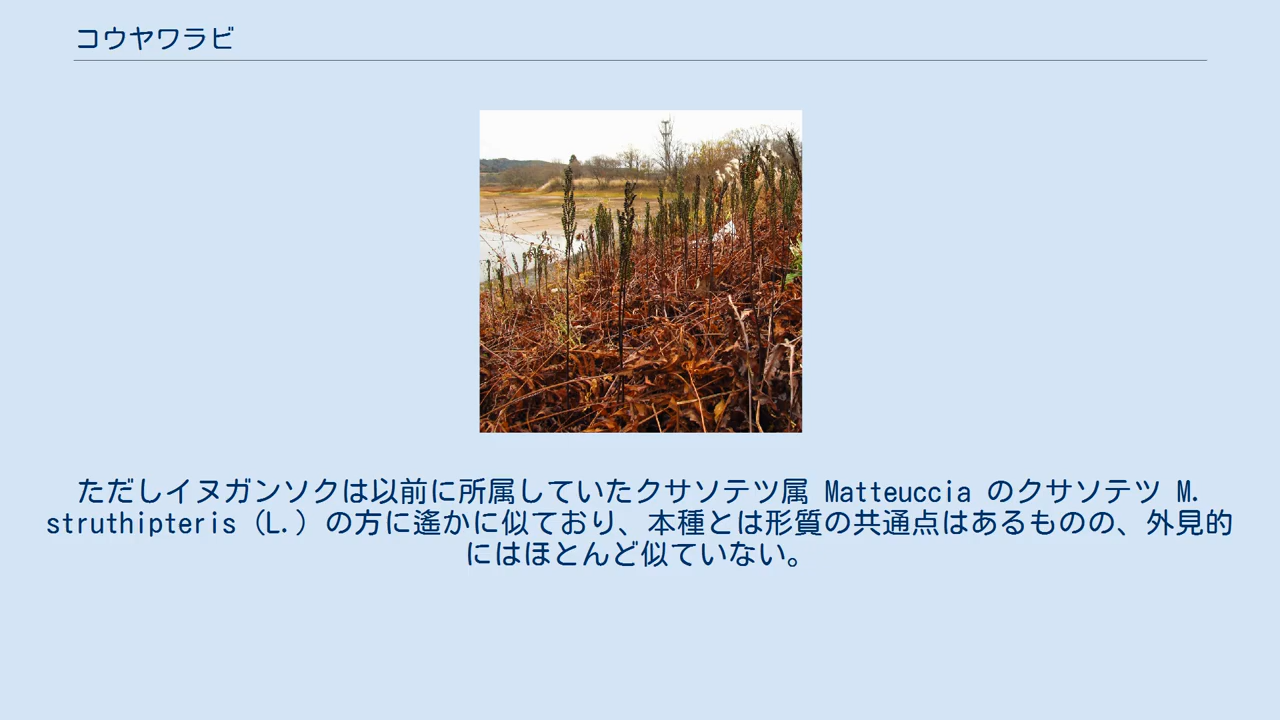 コウヤワラビ
ただしイヌガンソクは以前に所属していたクサソテツ属 Matteuccia のクサソテツ M.
struthipteris（L.）の方に遙かに似ており、本種とは形質の共通点はあるものの、外見的
にはほとんど似ていない。